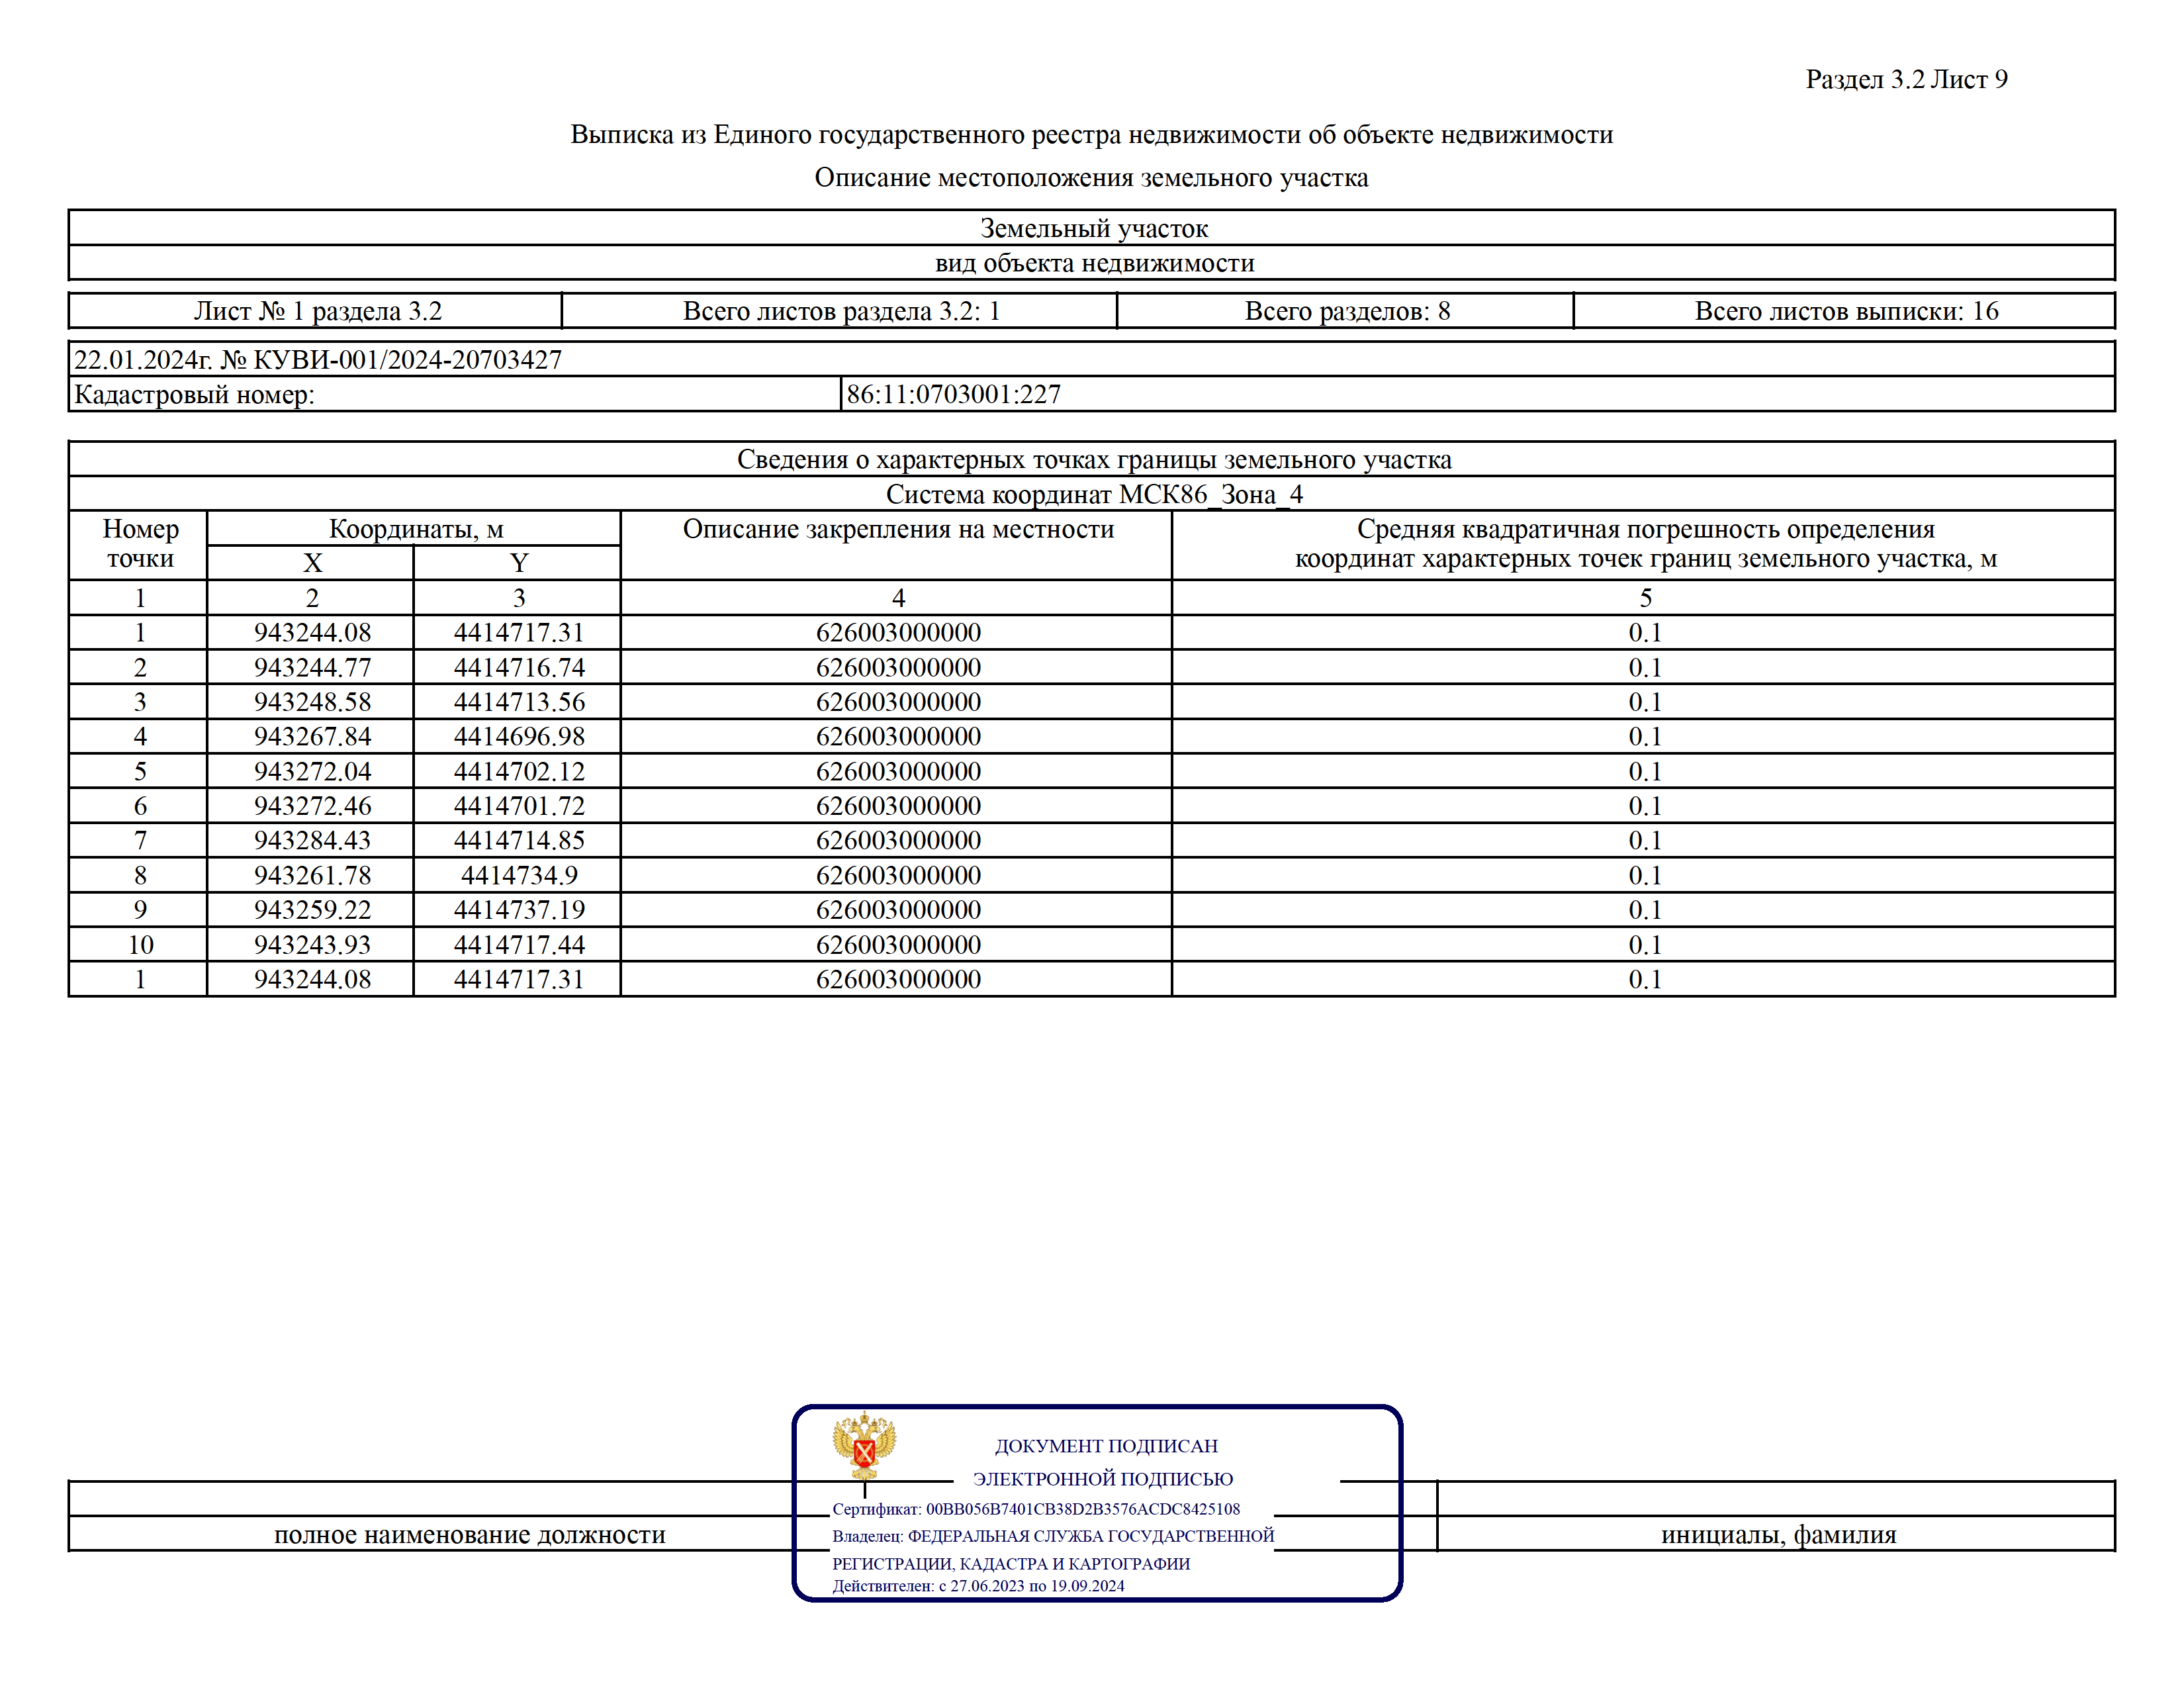 Раздел 3.2 Лист 9
Выписка из Единого государственного реестра недвижимости об объекте недвижимости
Описание местоположения земельного участка
Земельный участок
вид объекта недвижимости
Лист № 1 раздела 3.2 Всего листов раздела 3.2: 1 Всего разделов: 8 Всего листов выписки: 16
22.01.2024г. № КУВИ-001/2024-20703427
Кадастровый номер: 86:11:0703001:227
Сведения о характерных точках границы земельного участка
Система координат МСК86_Зона_4
Номер точки Координаты, м Описание закрепления на местности Средняя квадратичная погрешность определения координат характерных точек границ земельного участка, м
X Y
1 2 3 4 5
1 943244.08 4414717.31 626003000000 0.1
2 943244.77 4414716.74 626003000000 0.1
3 943248.58 4414713.56 626003000000 0.1
4 943267.84 4414696.98 626003000000 0.1
5 943272.04 4414702.12 626003000000 0.1
6 943272.46 4414701.72 626003000000 0.1
7 943284.43 4414714.85 626003000000 0.1
8 943261.78 4414734.9 626003000000 0.1
9 943259.22 4414737.19 626003000000 0.1
10 943243.93 4414717.44 626003000000 0.1
1 943244.08 4414717.31 626003000000 0.1
ДОКУМЕНТ ПОДПИСАН
ЭЛЕКТРОННОЙ ПОДПИСЬЮ
Сертификат: 00BB056B7401CB38D2B3576ACDC8425108
Владелец: ФЕДЕРАЛЬНАЯ СЛУЖБА ГОСУДАРСТВЕННОЙ
РЕГИСТРАЦИИ, КАДАСТРА И КАРТОГРАФИИ
Действителен: с 27.06.2023 по 19.09.2024
полное наименование должности инициалы, фамилия